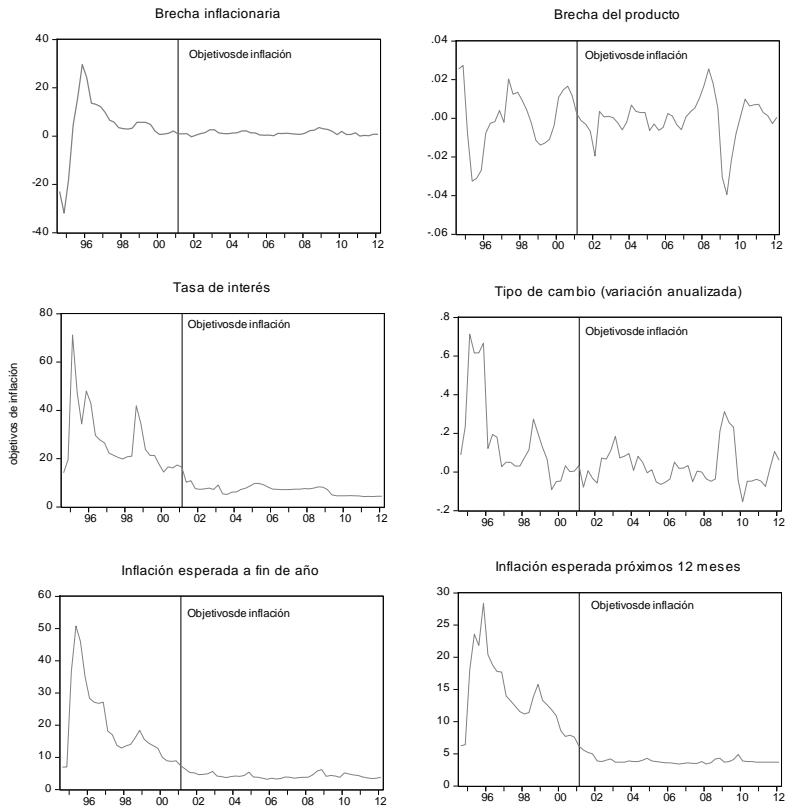 Brecha inflacionaria
40
20
0
-20
-40
Objetivosde inflación
96 98 00 02 04 06 08 10 12
Brecha del producto
.04
.02
.00
-.02
-.04
-.06
Objetivosde inflación
96 98 00 02 04 06 08 10 12
Tasa de interés
objetivos de inflación
80
60
40
20
0
Objetivosde inflación
96 98 00 02 04 06 08 10 12
Tipo de cambio (variación anualizada)
.8
.6
.4
.2
.0
-.2
Objetivosde inflación
96 98 00 02 04 06 08 10 12
Inflación esperada a fin de año
60
50
40
30
20
10
0
Objetivosde inflación
96 98 00 02 04 06 08 10 12
Inflación esperada próximos 12 meses
30
25
20
15
10
5
0
Objetivosde inflación
96 98 00 02 04 06 08 10 12